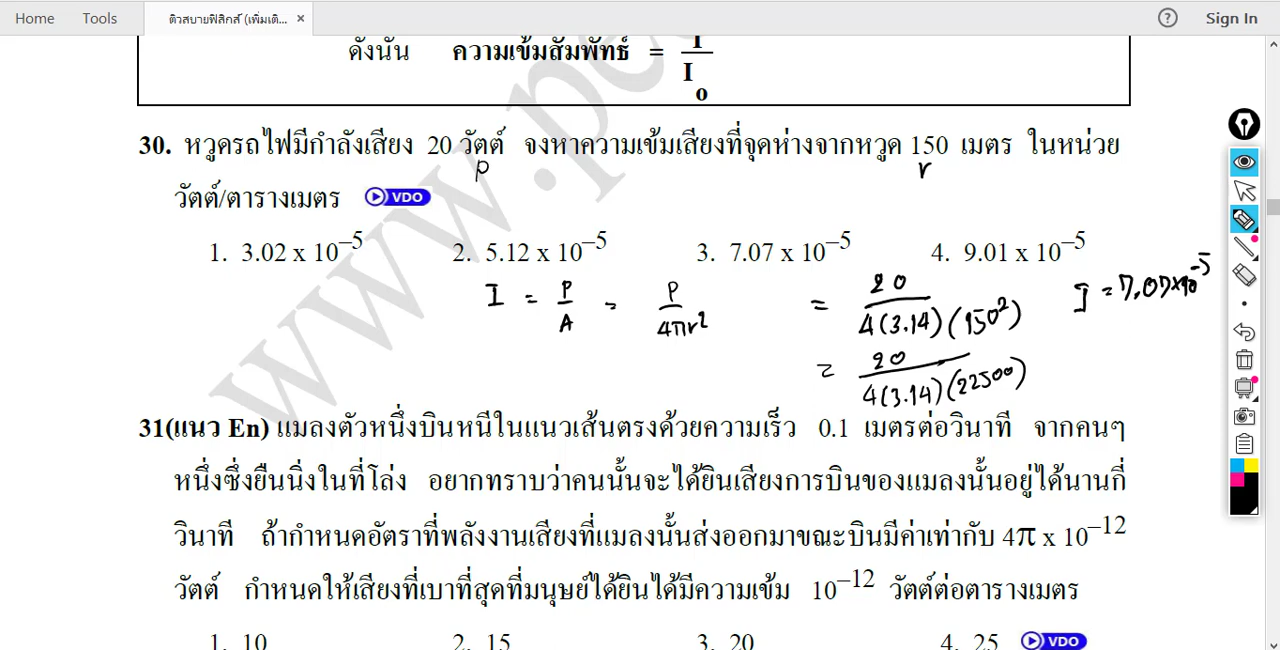 Home Tools ติวสบายฟิสิกส์ (เพิ่มเติ... × ? Sign In
ดังนั้น ความเข้มสัมพัทธ์ = I / I₀
30. หวูดรถไฟมีกำลังเสียง 20 วัตต์ จงหาความเข้มเสียงที่จุดห่างจากหวูด 150 เมตร ในหน่วย
P r
วัตต์/ตารางเมตร VDO
1. 3.02 x 10⁻⁵ 2. 5.12 x 10⁻⁵ 3. 7.07 x 10⁻⁵ 4. 9.01 x 10⁻⁵
I = P/A = P/4πr² = 20/4(3.14)(150²) I = 7.07×10⁻⁵
= 20/4(3.14)(22500)
31(แนว En) แมลงตัวหนึ่งบินหนีในแนวเส้นตรงด้วยความเร็ว 0.1 เมตรต่อวินาที จากคนๆ
หนึ่งซึ่งยืนนิ่งในที่โล่ง อยากทราบว่าคนนั้นจะได้ยินเสียงการบินของแมลงนั้นอยู่ได้นานกี่
วินาที ถ้ากำหนดอัตราที่พลังงานเสียงที่แมลงนั้นส่งออกมาขณะบินมีค่าเท่ากับ 4π x 10⁻¹²
วัตต์ กำหนดให้เสียงที่เบาที่สุดที่มนุษย์ได้ยินได้มีความเข้ม 10⁻¹² วัตต์ต่อตารางเมตร
1. 10 2. 15 3. 20 4. 25 VDO